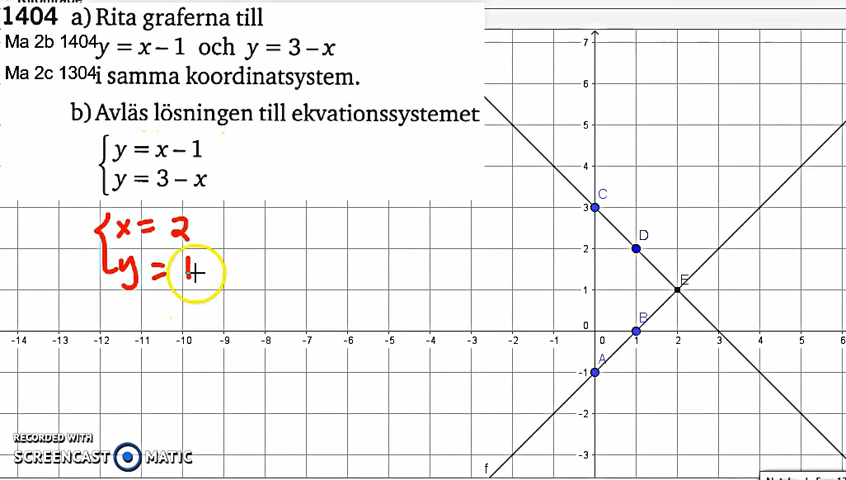 1404 a) Rita graferna till
Ma 2b 1404 y = x – 1 och y = 3 – x
Ma 2c 1304 i samma koordinatsystem.
b) Avläs lösningen till ekvationssystemet
y = x – 1
y = 3 – x
x = 2
y = 1
7
6
5
4
3 C
2 D
1 E
0 B
-14 -13 -12 -11 -10 -9 -8 -7 -6 -5 -4 -3 -2 -1 0 1 2 3 4 5 6
A
-1
-2
-3
f
RECORDED WITH
SCREENCAST MATIC